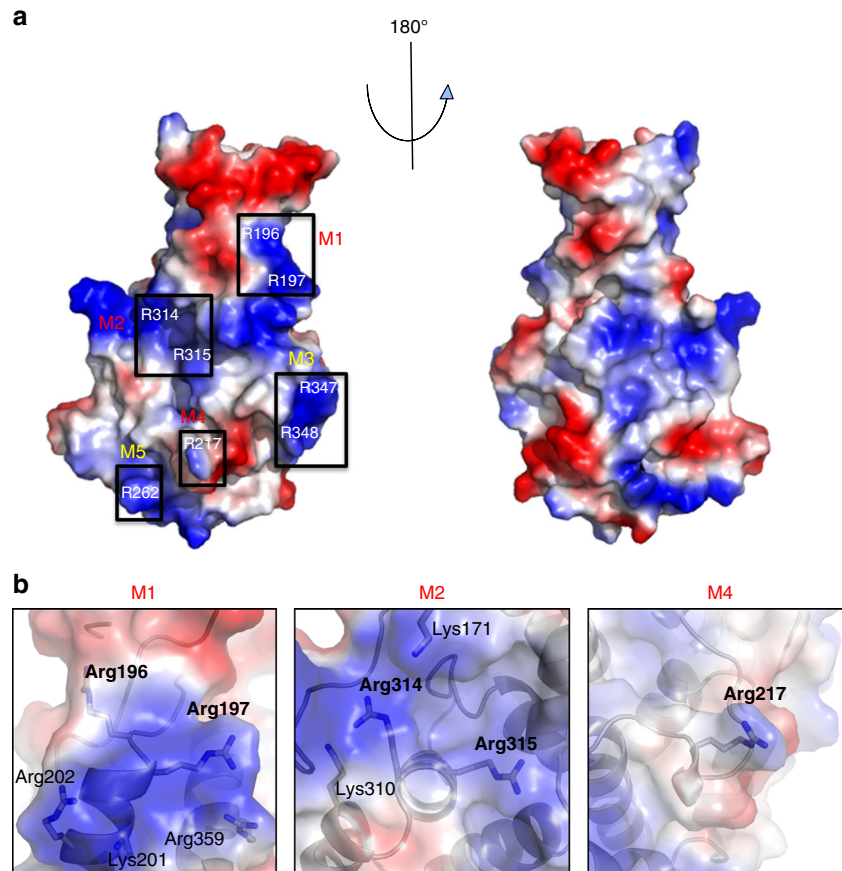 a
180°
R196
M1
R197
R314
M2
R315
M3
R347
M4
R217
R348
M5
R262
b
M1
M2
M4
Lys171
Arg196
Arg314
Arg217
Arg197
Arg315
Arg202
Lys310
Arg359
Lys201